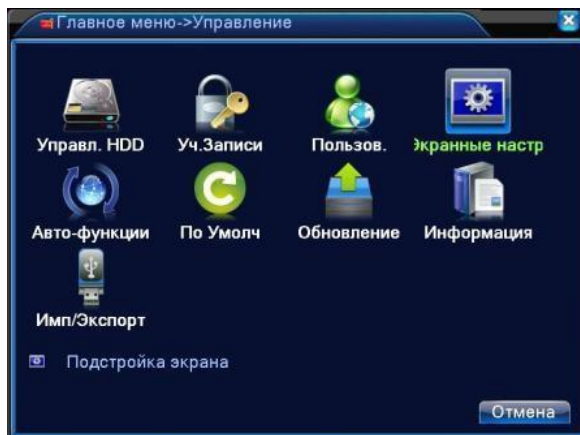 Главное меню->Управление
Управл. HDD Уч.Записи Пользов. Экранные настр
Авто-функции По Умолч Обновление Информация
Имп/Экспорт
Подстройка экрана
Отмена